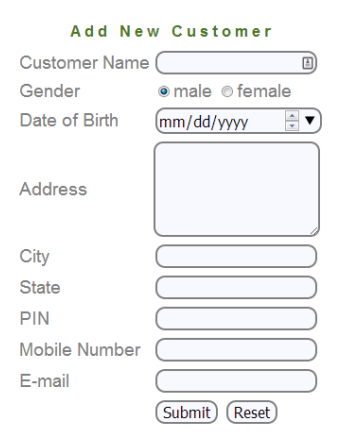 Add New Customer
Customer Name
Gender male female
Date of Birth mm/dd/yyyy
Address
City
State
PIN
Mobile Number
E-mail
Submit Reset